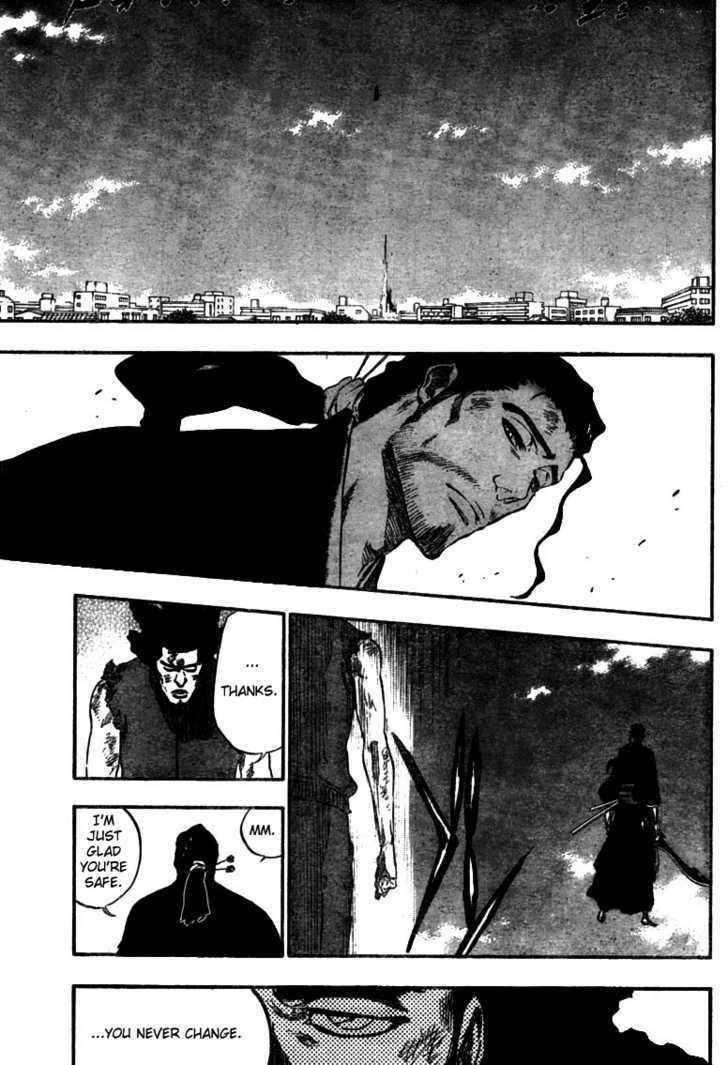 ...
THANKS.
MM.
I'M
JUST
GLAD
YOU'RE
SAFE.
...YOU NEVER CHANGE.